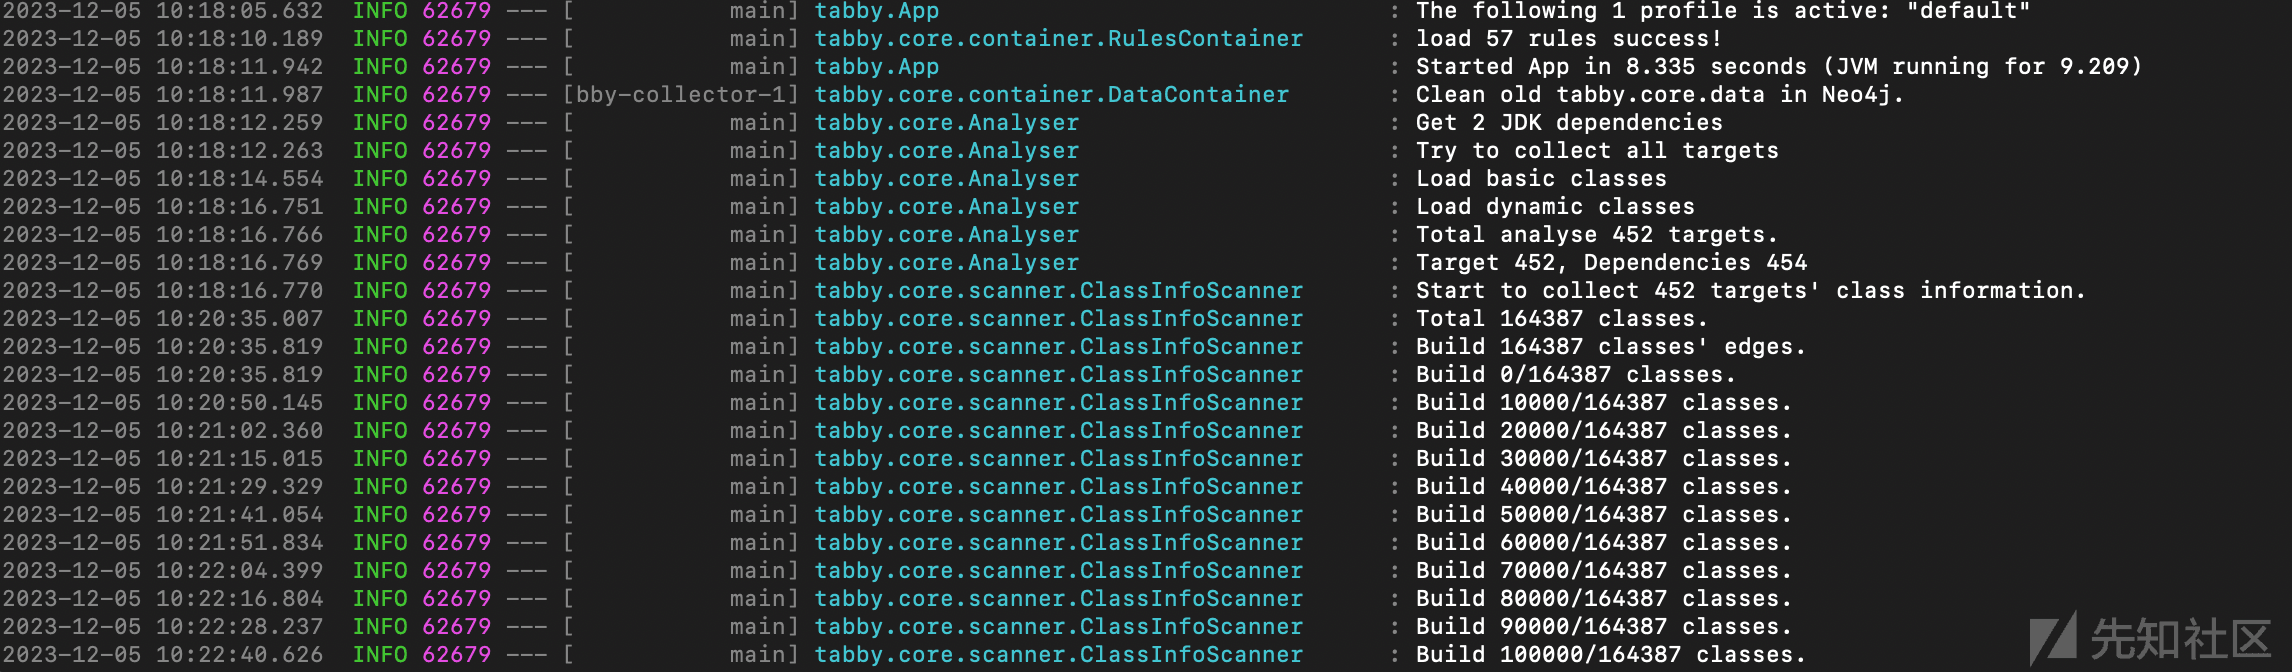 2023-12-05 10:18:05.632  INFO 62679 --- [           main] tabby.App                                : The following 1 profile is active: "default"
2023-12-05 10:18:10.189  INFO 62679 --- [           main] tabby.core.container.RulesContainer      : load 57 rules success!
2023-12-05 10:18:11.942  INFO 62679 --- [           main] tabby.App                                : Started App in 8.335 seconds (JVM running for 9.209)
2023-12-05 10:18:11.987  INFO 62679 --- [bby-collector-1] tabby.core.container.DataContainer       : Clean old tabby.core.data in Neo4j.
2023-12-05 10:18:12.259  INFO 62679 --- [           main] tabby.core.Analyser                      : Get 2 JDK dependencies
2023-12-05 10:18:12.263  INFO 62679 --- [           main] tabby.core.Analyser                      : Try to collect all targets
2023-12-05 10:18:14.554  INFO 62679 --- [           main] tabby.core.Analyser                      : Load basic classes
2023-12-05 10:18:16.751  INFO 62679 --- [           main] tabby.core.Analyser                      : Load dynamic classes
2023-12-05 10:18:16.766  INFO 62679 --- [           main] tabby.core.Analyser                      : Total analyse 452 targets.
2023-12-05 10:18:16.769  INFO 62679 --- [           main] tabby.core.Analyser                      : Target 452, Dependencies 454
2023-12-05 10:18:16.770  INFO 62679 --- [           main] tabby.core.scanner.ClassInfoScanner      : Start to collect 452 targets' class information.
2023-12-05 10:20:35.007  INFO 62679 --- [           main] tabby.core.scanner.ClassInfoScanner      : Total 164387 classes.
2023-12-05 10:20:35.819  INFO 62679 --- [           main] tabby.core.scanner.ClassInfoScanner      : Build 164387 classes' edges.
2023-12-05 10:20:35.819  INFO 62679 --- [           main] tabby.core.scanner.ClassInfoScanner      : Build 0/164387 classes.
2023-12-05 10:20:50.145  INFO 62679 --- [           main] tabby.core.scanner.ClassInfoScanner      : Build 10000/164387 classes.
2023-12-05 10:21:02.360  INFO 62679 --- [           main] tabby.core.scanner.ClassInfoScanner      : Build 20000/164387 classes.
2023-12-05 10:21:15.015  INFO 62679 --- [           main] tabby.core.scanner.ClassInfoScanner      : Build 30000/164387 classes.
2023-12-05 10:21:29.329  INFO 62679 --- [           main] tabby.core.scanner.ClassInfoScanner      : Build 40000/164387 classes.
2023-12-05 10:21:41.054  INFO 62679 --- [           main] tabby.core.scanner.ClassInfoScanner      : Build 50000/164387 classes.
2023-12-05 10:21:51.834  INFO 62679 --- [           main] tabby.core.scanner.ClassInfoScanner      : Build 60000/164387 classes.
2023-12-05 10:22:04.399  INFO 62679 --- [           main] tabby.core.scanner.ClassInfoScanner      : Build 70000/164387 classes.
2023-12-05 10:22:16.804  INFO 62679 --- [           main] tabby.core.scanner.ClassInfoScanner      : Build 80000/164387 classes.
2023-12-05 10:22:28.237  INFO 62679 --- [           main] tabby.core.scanner.ClassInfoScanner      : Build 90000/164387 classes.
2023-12-05 10:22:40.626  INFO 62679 --- [           main] tabby.core.scanner.ClassInfoScanner      : Build 100000/164387 classes.
先知社区